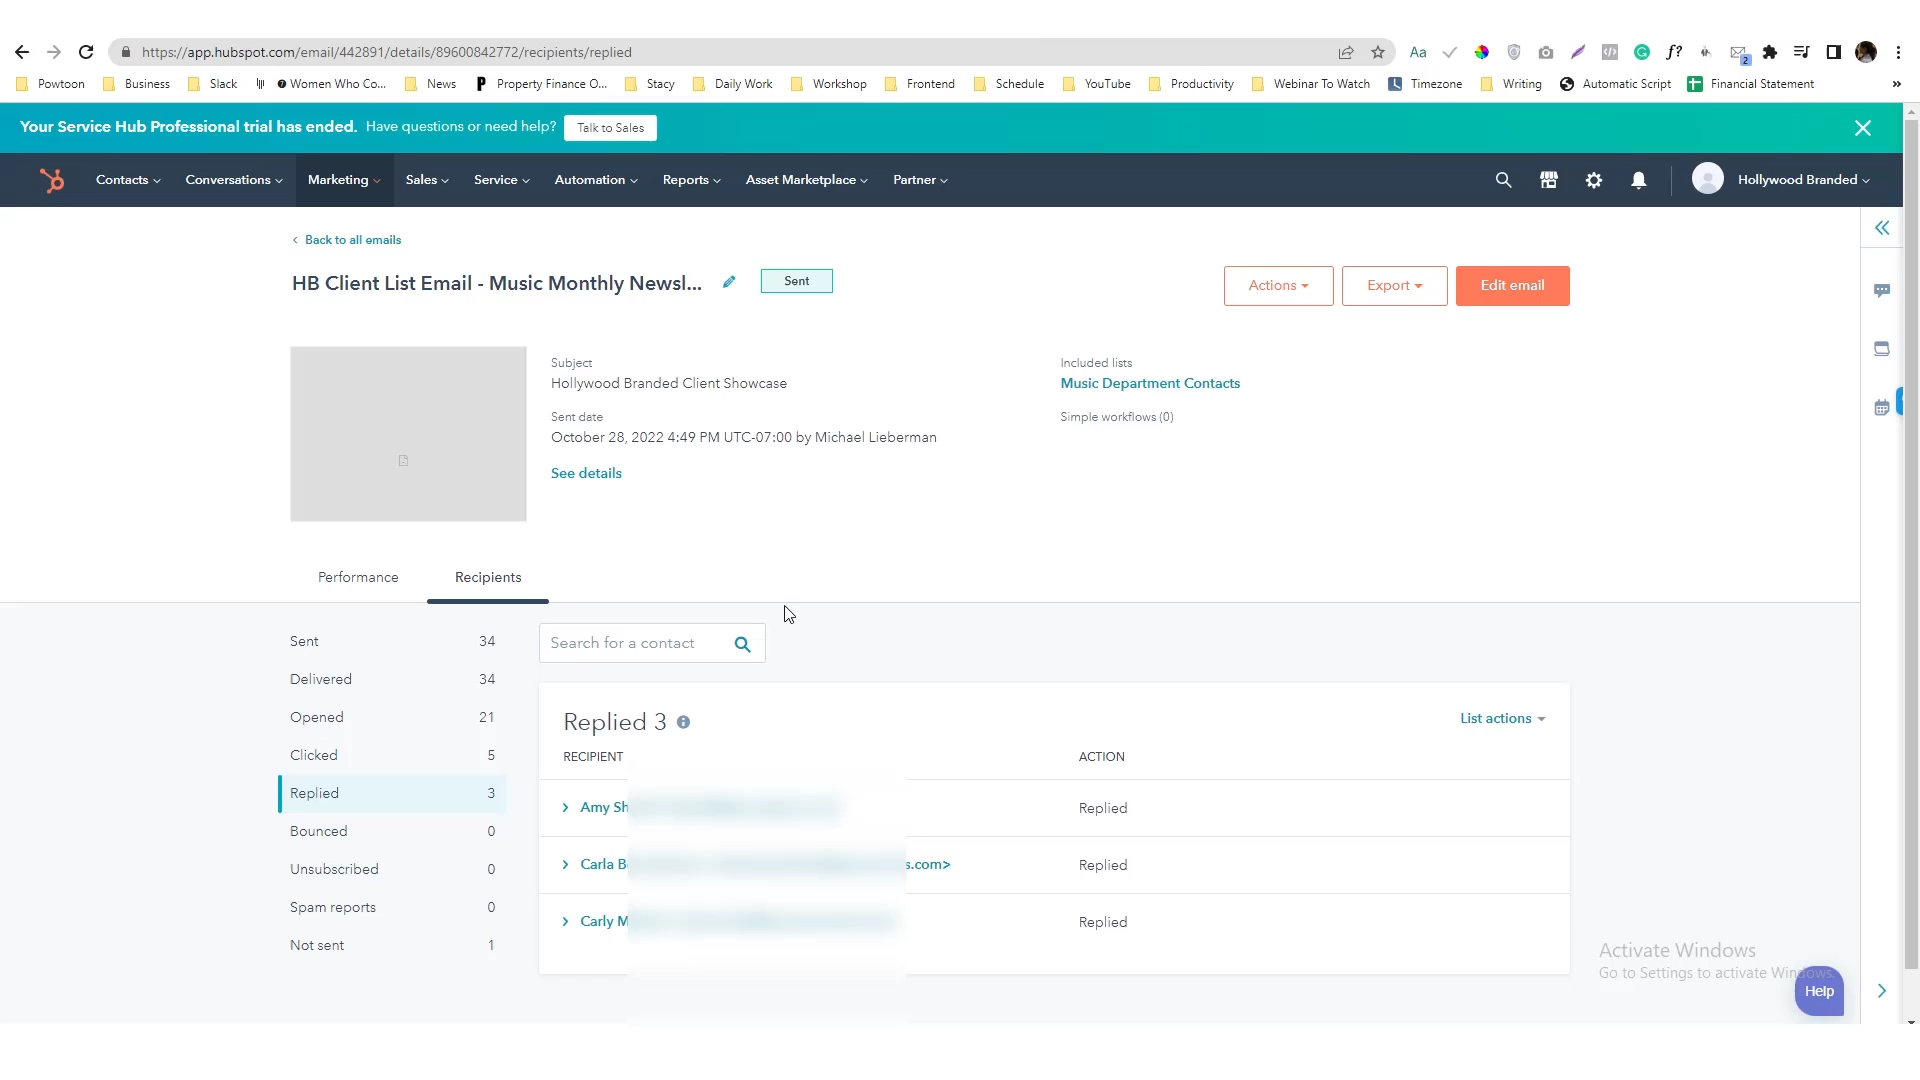 https://app.hubspot.com/email/442891/details/89600842772/recipients/replied
Aa f? 2
Powtoon Business Slack Women Who Co... News Property Finance O... Stacy Daily Work Workshop Frontend Schedule YouTube Productivity Webinar To Watch Timezone Writing Automatic Script Financial Statement »
Your Service Hub Professional trial has ended. Have questions or need help? Talk to Sales
Contacts Conversations Marketing Sales Service Automation Reports Asset Marketplace Partner Hollywood Branded
Back to all emails
HB Client List Email - Music Monthly Newsl... Sent Actions Export Edit email
Subject Included lists
Hollywood Branded Client Showcase Music Department Contacts
Sent date Simple workflows (0)
October 28, 2022 4:49 PM UTC-07:00 by Michael Lieberman
See details
Performance Recipients
Sent 34 Search for a contact
Delivered 34
Opened 21 Replied 3 List actions
Clicked 5 RECIPIENT ACTION
Replied 3 Amy Sh Replied
Bounced 0
Unsubscribed 0 Carla B s.com> Replied
Spam reports 0 Carly M Replied
Not sent 1
Activate Windows
Go to Settings to activate Windows.
Help